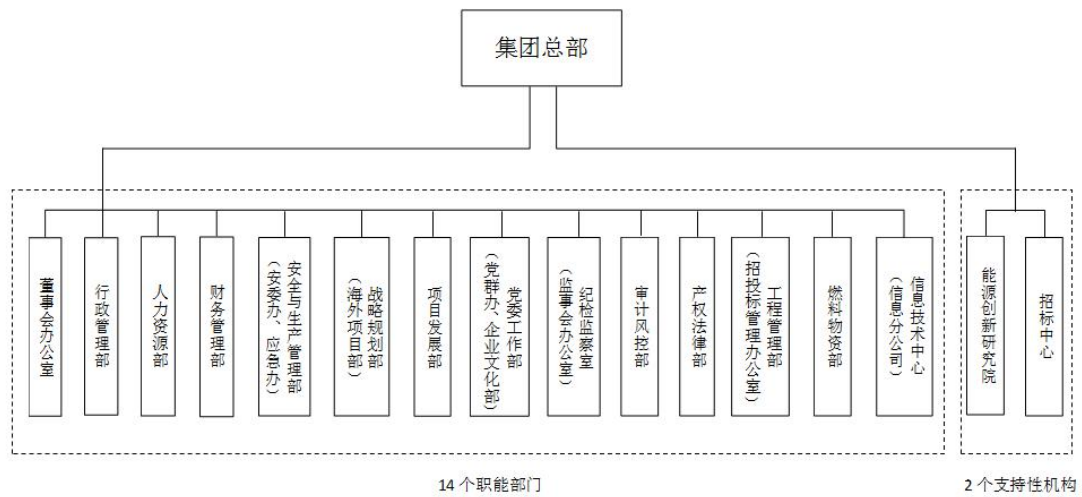 集团总部
董事会办公室
行政管理部
人力资源部
财务管理部
安全与生产管理部
（安委办、应急办）
战略规划部
（海外项目部）
项目发展部
党委工作部
（党群办、企业文化部）
纪检监察室
（监事会办公室）
审计风控部
产权法律部
工程管理部
（招投标管理办公室）
燃料物资部
信息技术中心
（信息分公司）
能源创新研究院
招标中心
14 个职能部门
2 个支持性机构